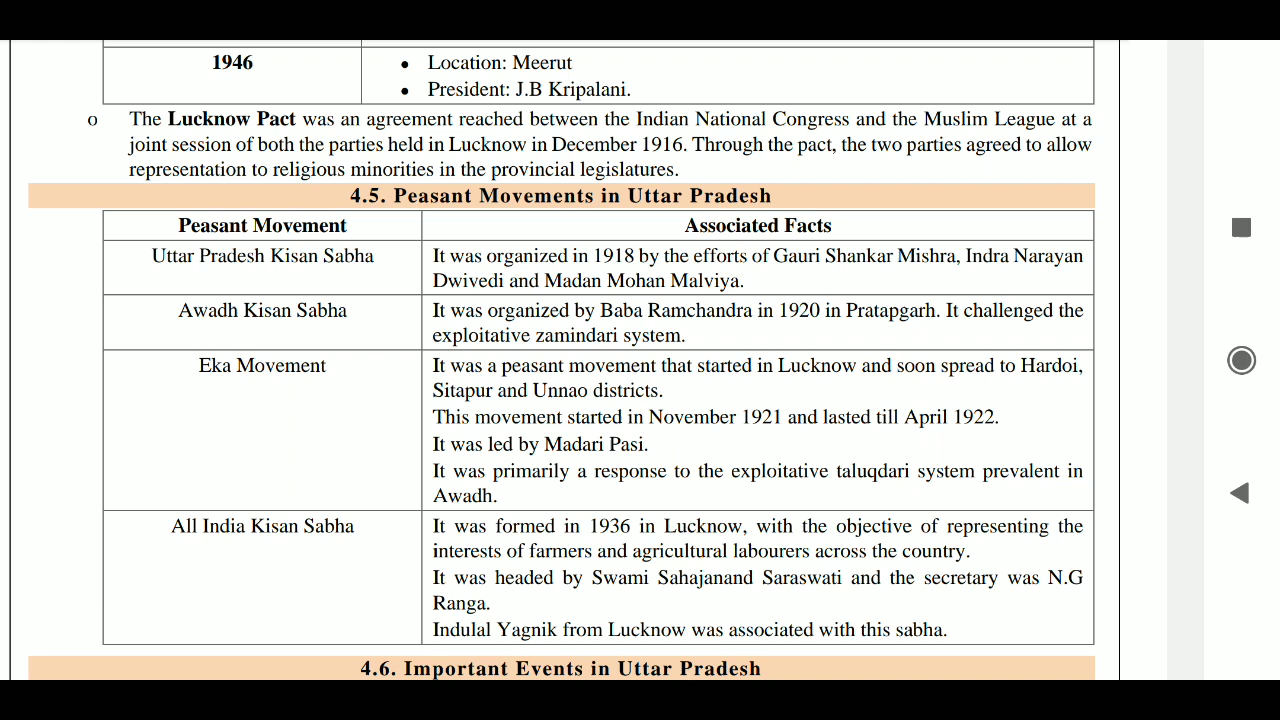 1946
• Location: Meerut
• President: J.B Kripalani.
o The Lucknow Pact was an agreement reached between the Indian National Congress and the Muslim League at a
joint session of both the parties held in Lucknow in December 1916. Through the pact, the two parties agreed to allow
representation to religious minorities in the provincial legislatures.
4.5. Peasant Movements in Uttar Pradesh
Peasant Movement Associated Facts
Uttar Pradesh Kisan Sabha
It was organized in 1918 by the efforts of Gauri Shankar Mishra, Indra Narayan
Dwivedi and Madan Mohan Malviya.
Awadh Kisan Sabha
It was organized by Baba Ramchandra in 1920 in Pratapgarh. It challenged the
exploitative zamindari system.
Eka Movement
It was a peasant movement that started in Lucknow and soon spread to Hardoi,
Sitapur and Unnao districts.
This movement started in November 1921 and lasted till April 1922.
It was led by Madari Pasi.
It was primarily a response to the exploitative taluqdari system prevalent in
Awadh.
All India Kisan Sabha
It was formed in 1936 in Lucknow, with the objective of representing the
interests of farmers and agricultural labourers across the country.
It was headed by Swami Sahajanand Saraswati and the secretary was N.G
Ranga.
Indulal Yagnik from Lucknow was associated with this sabha.
4.6. Important Events in Uttar Pradesh